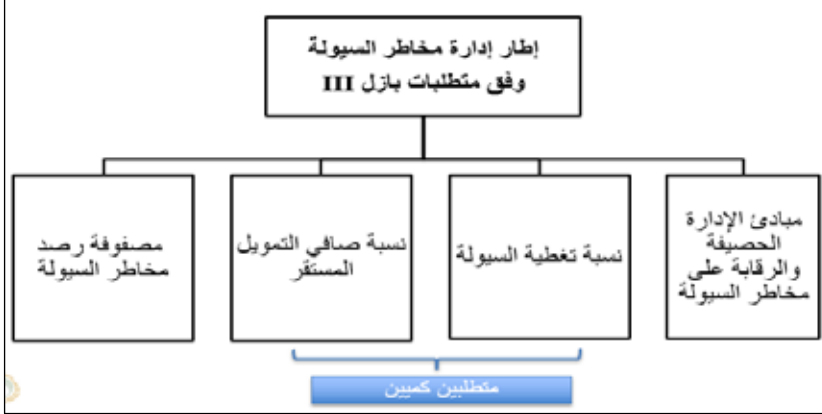 إطار إدارة مخاطر السيولة
وفق متطلبات بازل III
مبادئ الإدارة
الحصيفة
والرقابة على
مخاطر السيولة
نسبة تغطية السيولة
نسبة صافي التمويل
المستقر
مصفوفة رصد
مخاطر السيولة
متطلبين كميين